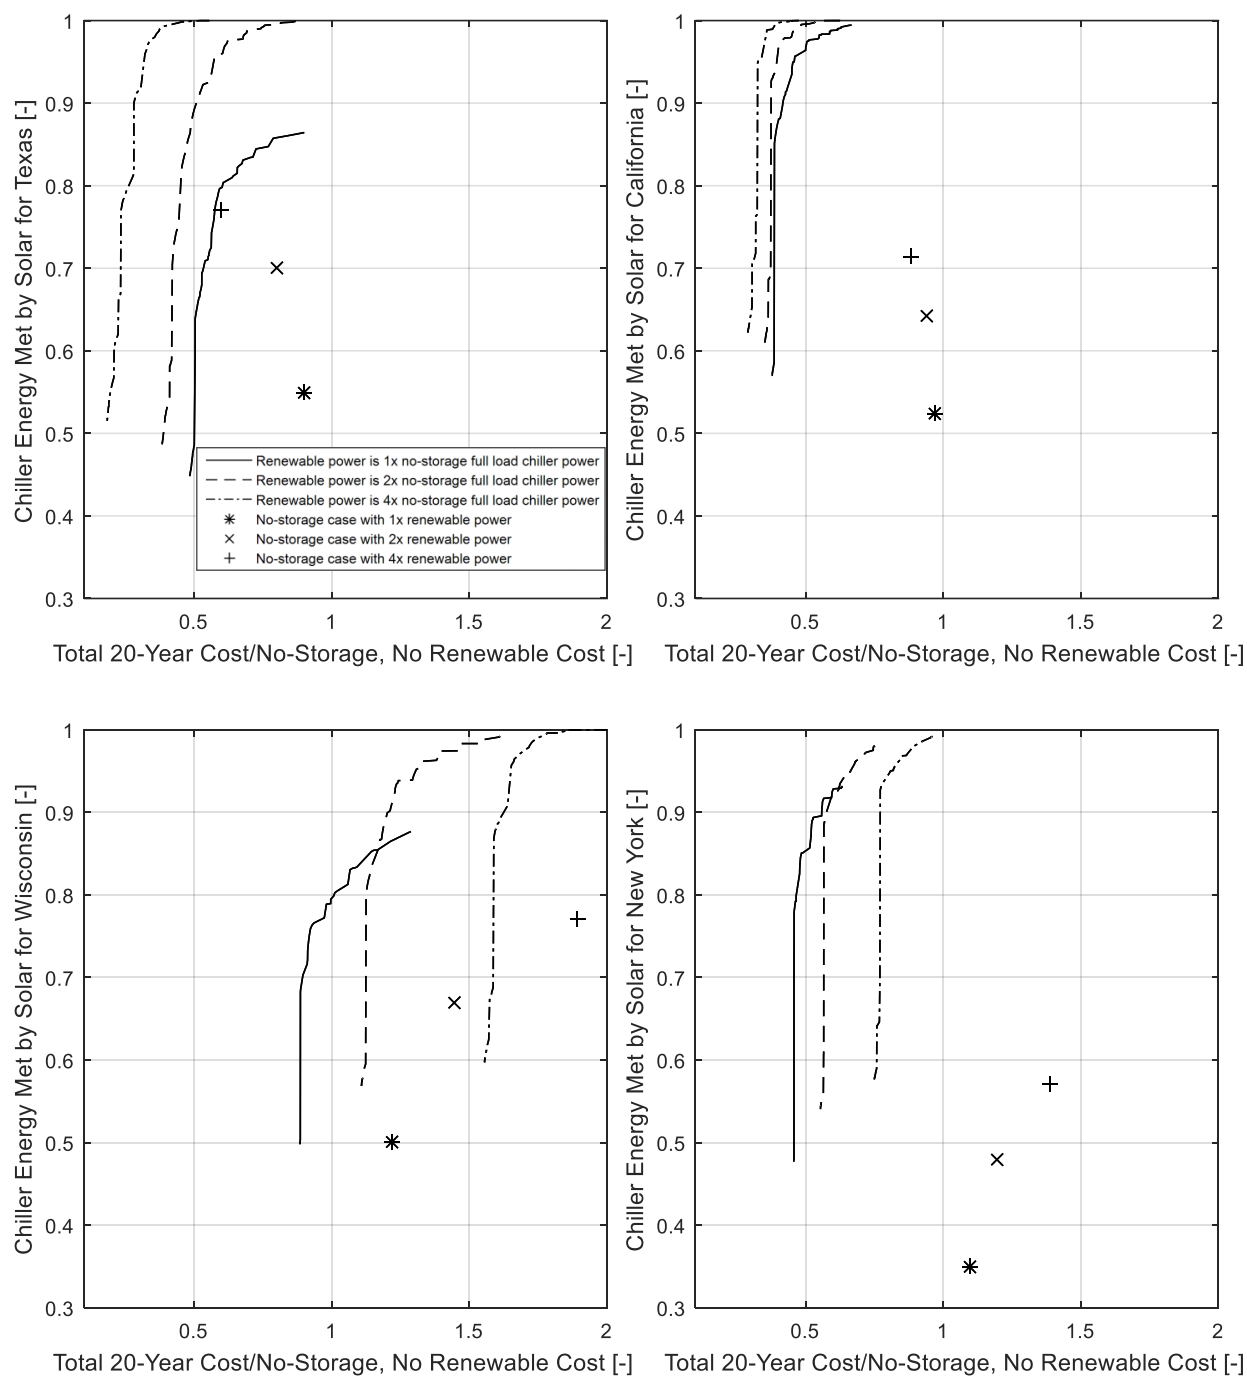 Chiller Energy Met by Solar for Texas [-]
1
0.9
0.8
0.7
0.6
0.5
0.4
0.3
Renewable power is 1x no-storage full load chiller power
Renewable power is 2x no-storage full load chiller power
Renewable power is 4x no-storage full load chiller power
No-storage case with 1x renewable power
No-storage case with 2x renewable power
No-storage case with 4x renewable power
0.5 1 1.5 2
Total 20-Year Cost/No-Storage, No Renewable Cost [-]
Chiller Energy Met by Solar for California [-]
1
0.9
0.8
0.7
0.6
0.5
0.4
0.3
0.5 1 1.5 2
Total 20-Year Cost/No-Storage, No Renewable Cost [-]
Chiller Energy Met by Solar for Wisconsin [-]
1
0.9
0.8
0.7
0.6
0.5
0.4
0.3
0.5 1 1.5 2
Total 20-Year Cost/No-Storage, No Renewable Cost [-]
Chiller Energy Met by Solar for New York [-]
1
0.9
0.8
0.7
0.6
0.5
0.4
0.3
0.5 1 1.5 2
Total 20-Year Cost/No-Storage, No Renewable Cost [-]